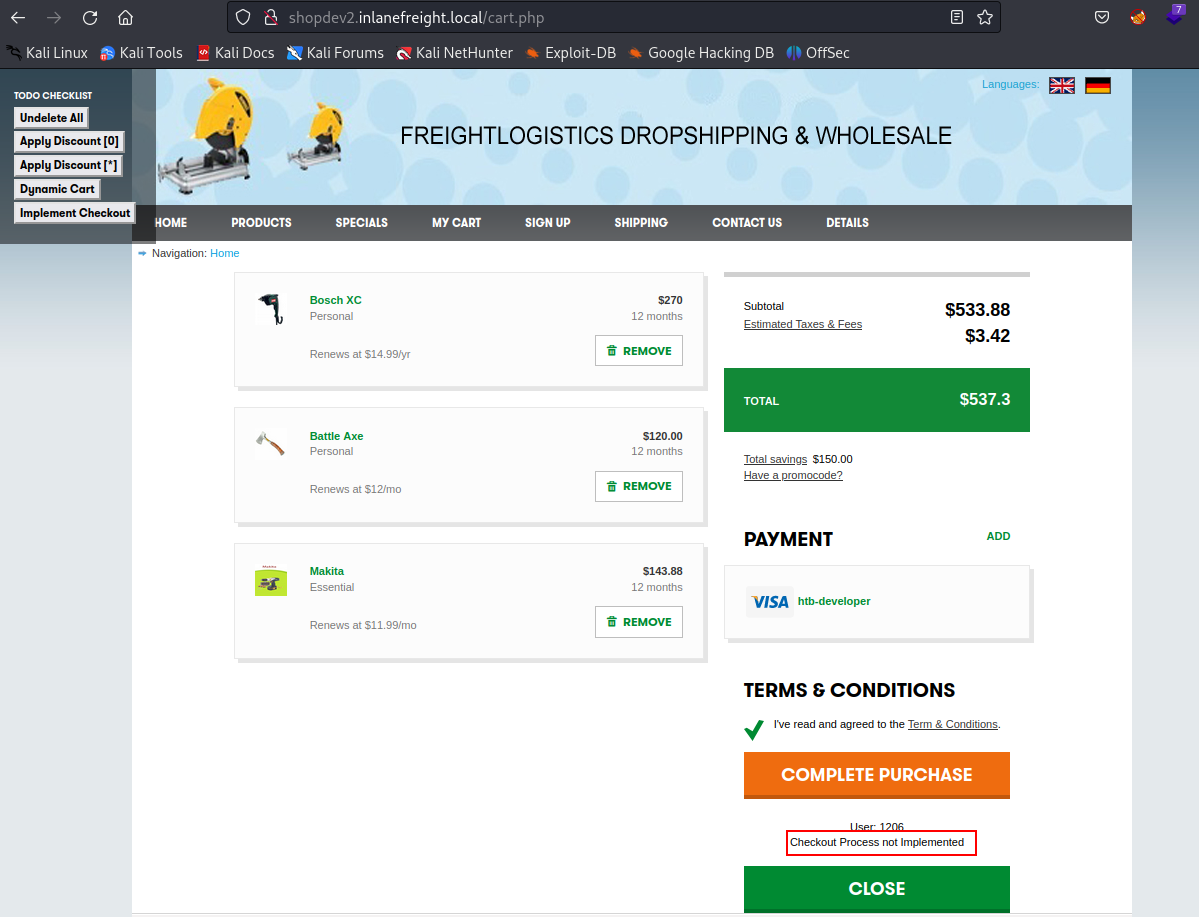 shopdev2.inlanefreight.local/cart.php
7
Kali Linux Kali Tools Kali Docs Kali Forums Kali NetHunter Exploit-DB Google Hacking DB OffSec
TODO CHECKLIST
Undelete All
Apply Discount [0]
Apply Discount [*]
Dynamic Cart
Implement Checkout
Languages:
FREIGHTLOGISTICS DROPSHIPPING & WHOLESALE
HOME PRODUCTS SPECIALS MY CART SIGN UP SHIPPING CONTACT US DETAILS
Navigation: Home
Bosch XC $270
Personal 12 months
Renews at $14.99/yr REMOVE
Battle Axe $120.00
Personal 12 months
Renews at $12/mo REMOVE
Makita $143.88
Essential 12 months
Renews at $11.99/mo REMOVE
Subtotal $533.88
Estimated Taxes & Fees $3.42
TOTAL $537.3
Total savings $150.00
Have a promocode?
PAYMENT ADD
VISA htb-developer
TERMS & CONDITIONS
I've read and agreed to the Term & Conditions.
COMPLETE PURCHASE
User: 1206
Checkout Process not Implemented
CLOSE